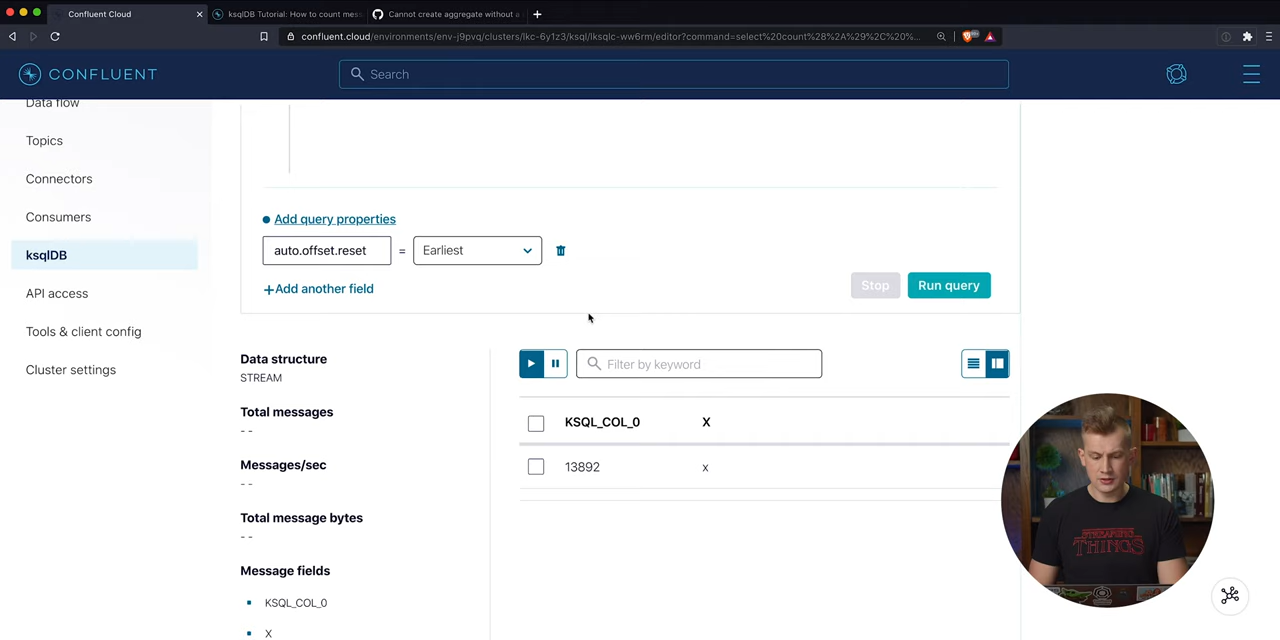 Confluent Cloud
ksqlDB Tutorial: How to count mess
Cannot create aggregate without a
confluent.cloud/environments/env-j9pvq/clusters/lkc-6y1z3/ksql/lksqlc-ww6rm/editor?command=select%20count%28%2A%29%2C%20%...
CONFLUENT
Search
Data flow
Topics
Connectors
Consumers
ksqlDB
API access
Tools & client config
Cluster settings
Add query properties
auto.offset.reset = Earliest
+Add another field
Stop
Run query
Data structure
STREAM
Total messages
- -
Messages/sec
- -
Total message bytes
- -
Message fields
KSQL_COL_0
X
Filter by keyword
KSQL_COL_0 X
13892 x
STREAMING
THINGS